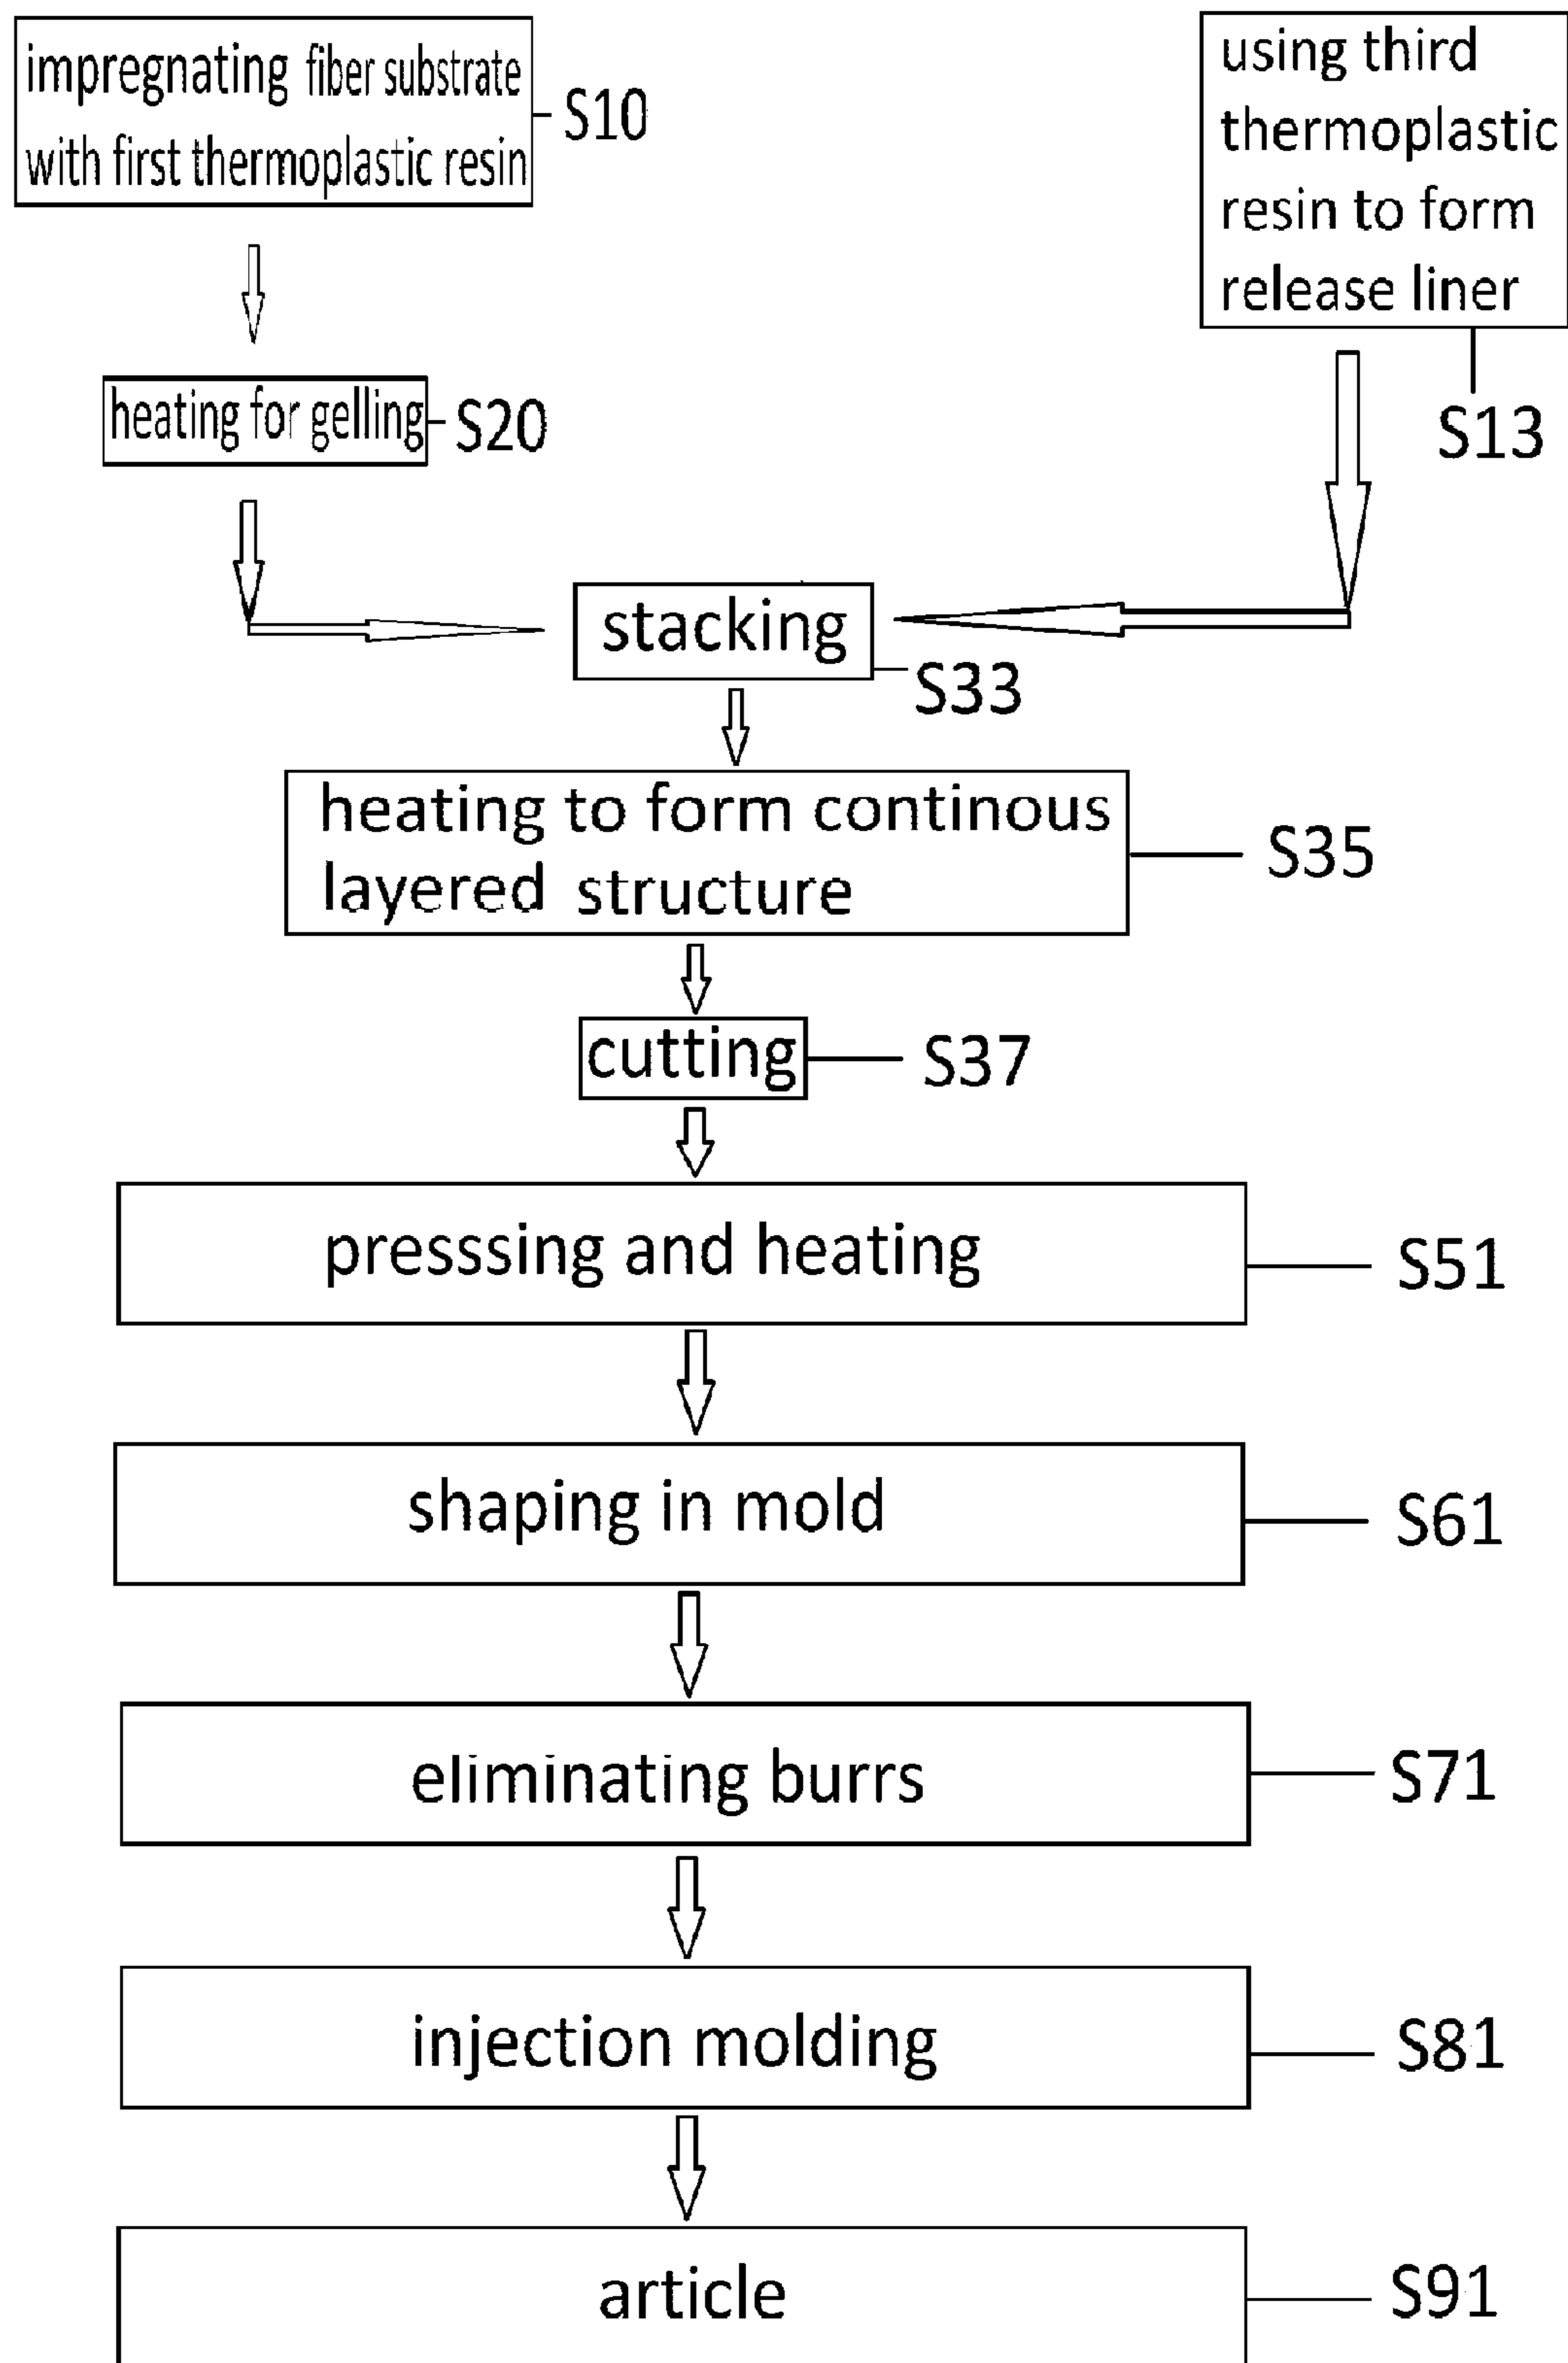 impregnating fiber substrate
with first thermoplastic resin
S10
using third
thermoplastic
resin to form
release liner
S13
heating for gelling
S20
stacking
S33
heating to form continous
layered structure
S35
cutting
S37
presssing and heating
S51
shaping in mold
S61
eliminating burrs
S71
injection molding
S81
article
S91